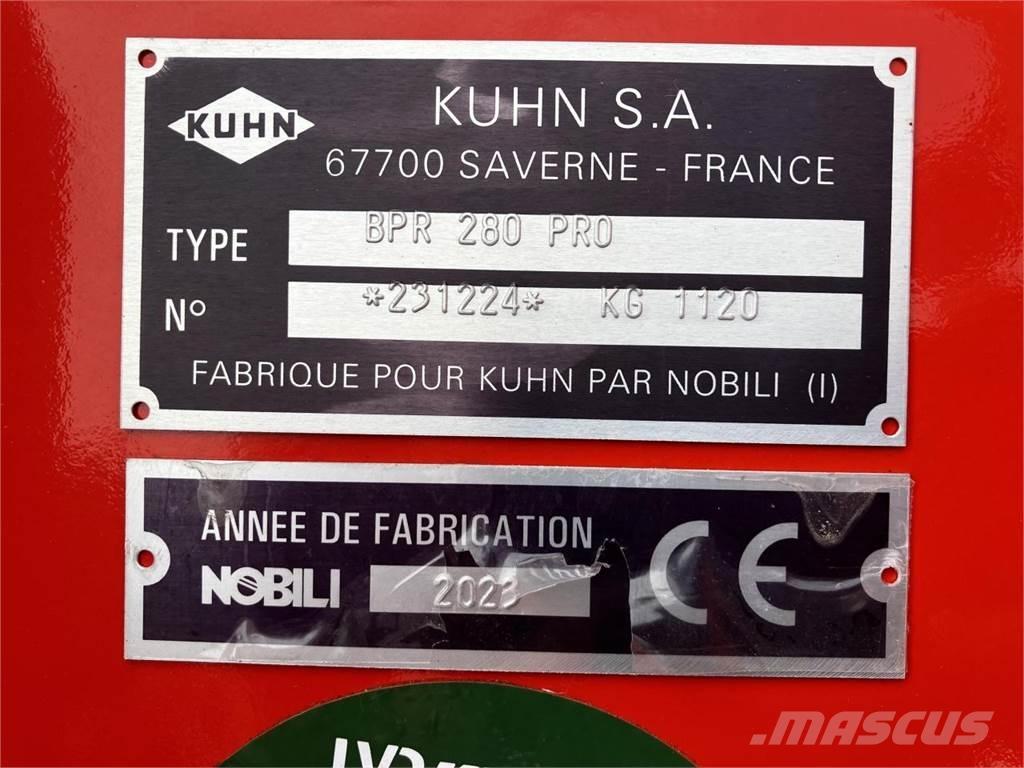 KUHN
KUHN S.A.
67700 SAVERNE - FRANCE
TYPE BPR 280 PRO
N° *231224* KG 1120
FABRIQUE POUR KUHN PAR NOBILI (I)
ANNEE DE FABRICATION
NOBILI 2023
CE
MASCUS